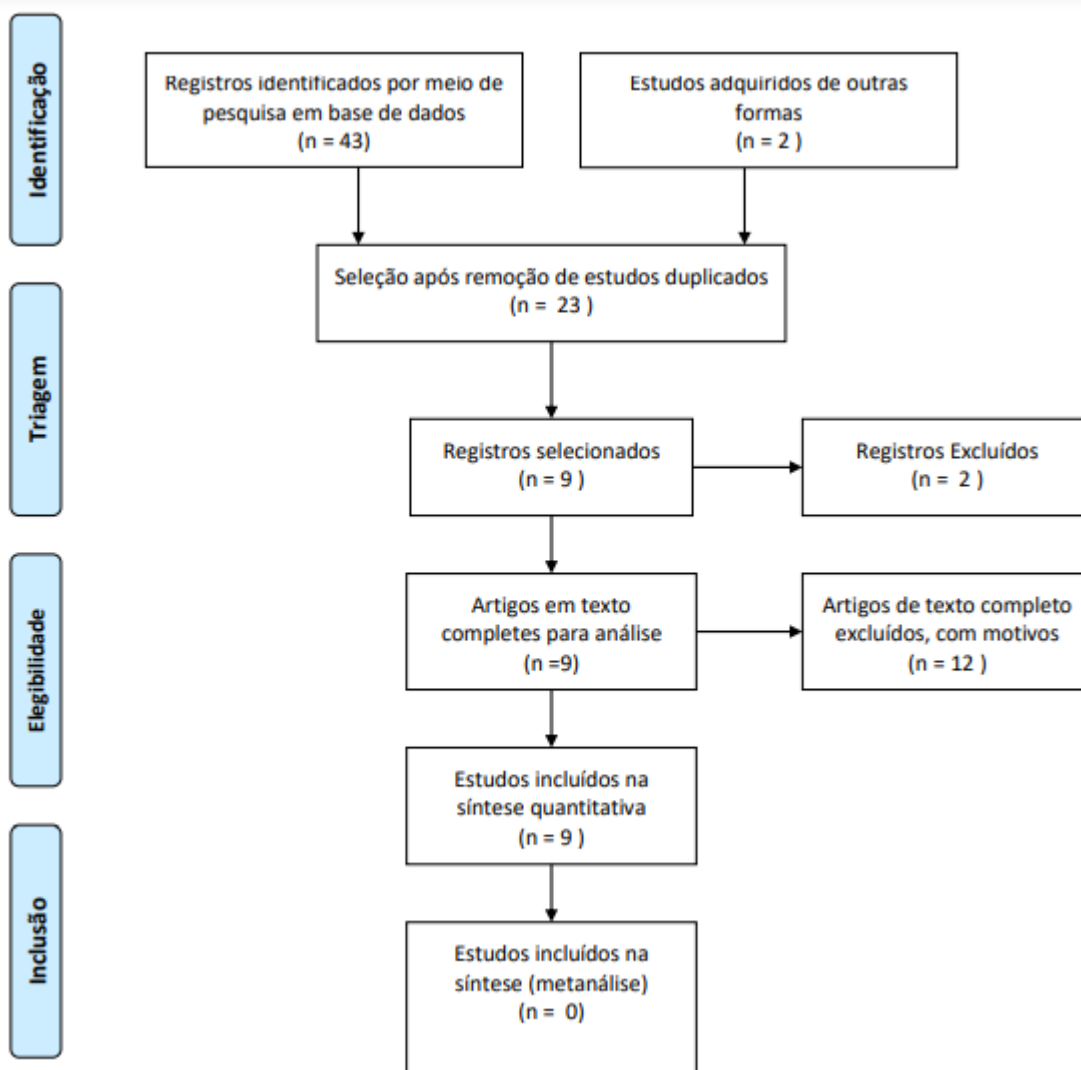 Identificação
Registros identificados por meio de
pesquisa em base de dados
(n = 43)
Estudos adquiridos de outras
formas
(n = 2 )
Seleção após remoção de estudos duplicados
(n = 23 )
Triagem
Registros selecionados
(n = 9 )
Registros Excluídos
(n = 2 )
Elegibilidade
Artigos em texto
completes para análise
(n =9)
Artigos de texto completo
excluídos, com motivos
(n = 12 )
Estudos incluídos na
síntese quantitativa
(n = 9 )
Inclusão
Estudos incluídos na
síntese (metanálise)
(n = 0)